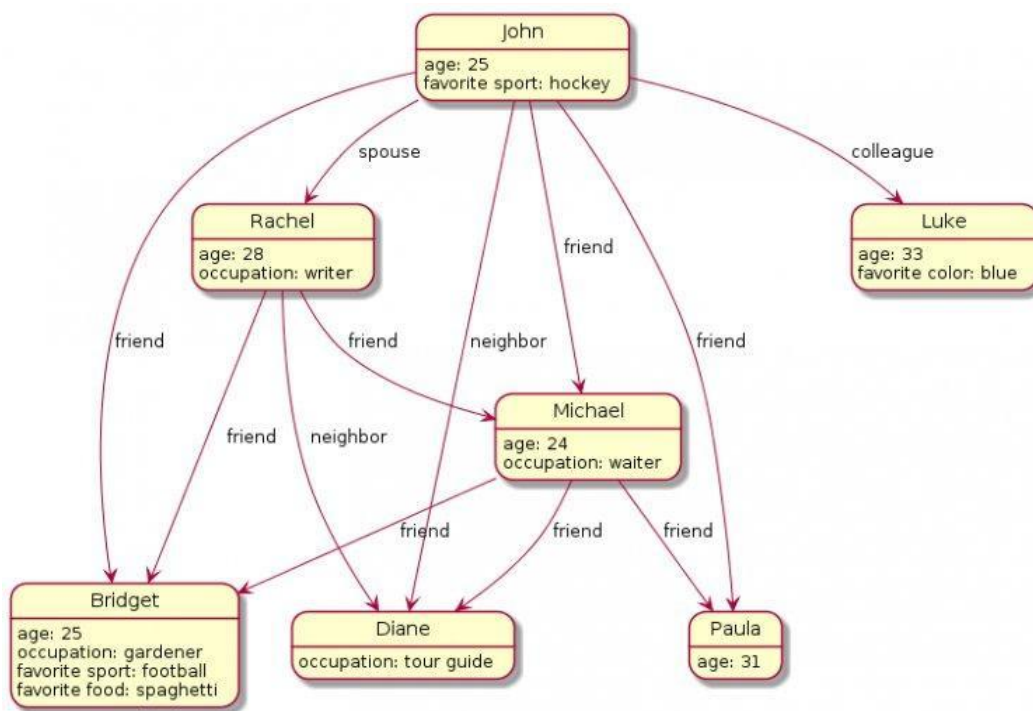 John
age: 25
favorite sport: hockey
spouse
colleague
Rachel
age: 28
occupation: writer
Luke
age: 33
favorite color: blue
friend
friend
friend
neighbor
friend
Michael
age: 24
occupation: waiter
friend
neighbor
friend
friend
friend
Bridget
age: 25
occupation: gardener
favorite sport: football
favorite food: spaghetti
Diane
occupation: tour guide
Paula
age: 31